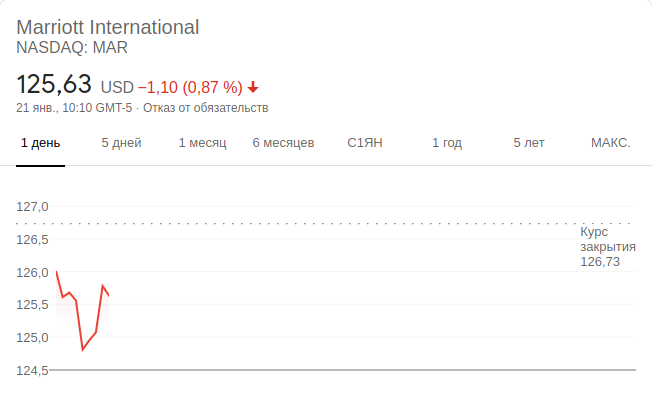 Marriott International
NASDAQ: MAR
125,63 USD −1,10 (0,87 %)
21 янв., 10:10 GMT-5 · Отказ от обязательств
1 день 5 дней 1 месяц 6 месяцев С1ЯН 1 год 5 лет МАКС.
127,0
126,5
126,0
125,5
125,0
124,5
Курс
закрытия
126,73